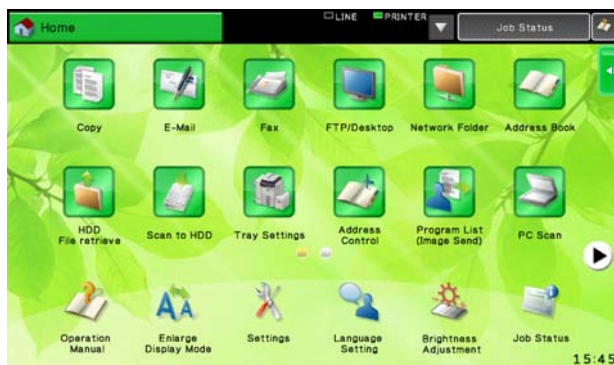 Home
LINE
PRINTER
Job Status
Copy
E-Mail
Fax
FTP/Desktop
Network Folder
Address Book
HDD
File retrieve
Scan to HDD
Tray Settings
Address
Control
Program List
(Image Send)
PC Scan
Operation
Manual
Enlarge
Display Mode
Settings
Language
Setting
Brightness
Adjustment
Job Status
15:45